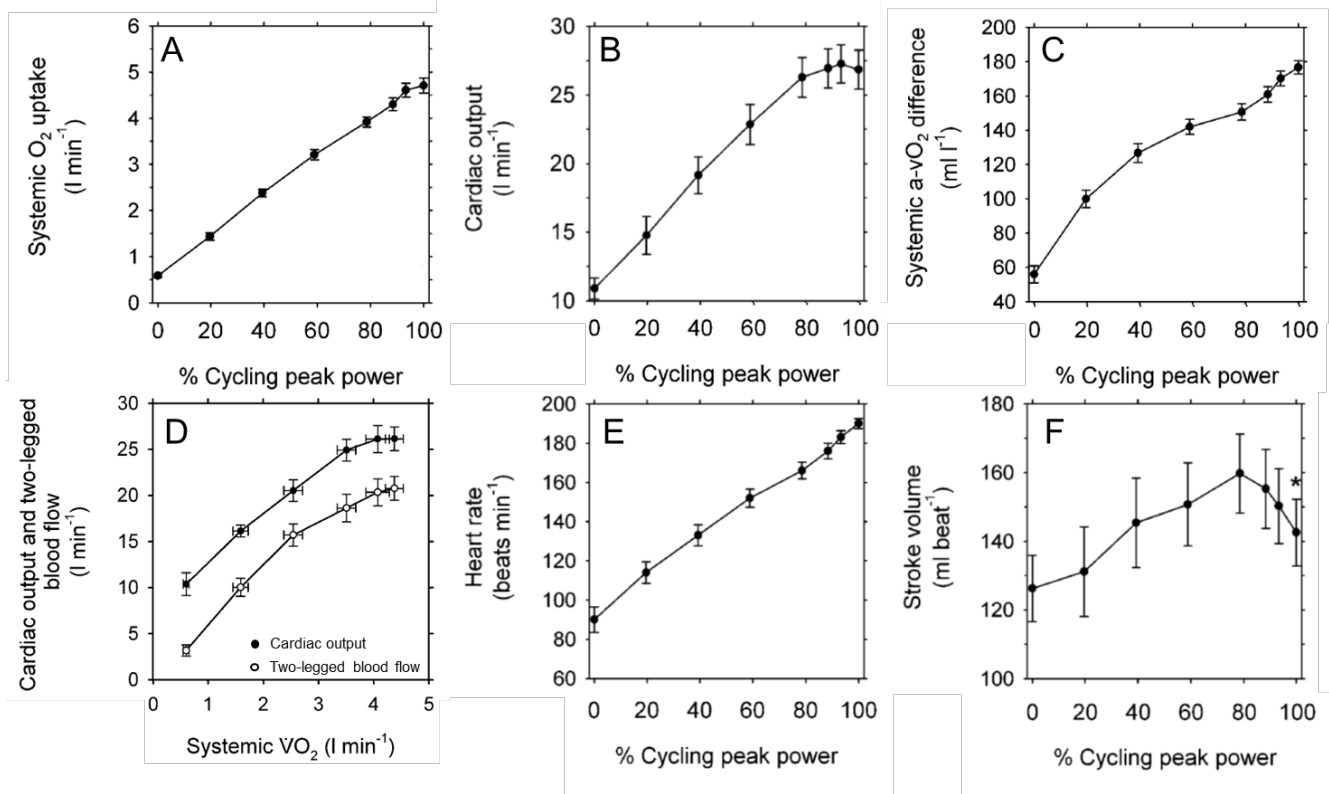 A
Systemic O2 uptake
(l min-1)
6
5
4
3
2
1
0
0 20 40 60 80 100
% Cycling peak power
B
Cardiac output
(l min-1)
30
25
20
15
10
0 20 40 60 80 100
% Cycling peak power
C
Systemic a-vO2 difference
(ml l-1)
200
180
160
140
120
100
80
60
40
0 20 40 60 80 100
% Cycling peak power
D
Cardiac output and two-legged
blood flow
(l min-1)
30
25
20
15
10
5
0
Cardiac output
Two-legged blood flow
0 1 2 3 4 5
Systemic V̇O2 (l min-1)
E
Heart rate
(beats min-1)
200
180
160
140
120
100
80
60
0 20 40 60 80 100
% Cycling peak power
F
Stroke volume
(ml beat-1)
180
160
140
120
100
*
0 20 40 60 80 100
% Cycling peak power